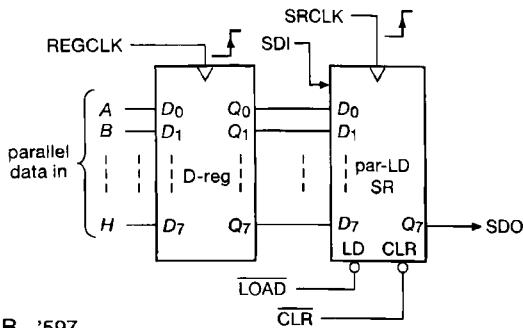 SRCLK
REGCLK
SDI
A D₀ Q₀ D₀
B D₁ Q₁ D₁
parallel
data in
D-reg
par-LD
SR
H D₇ Q₇ D₇ Q₇ SDO
LD CLR
LOAD
CLR
R '597